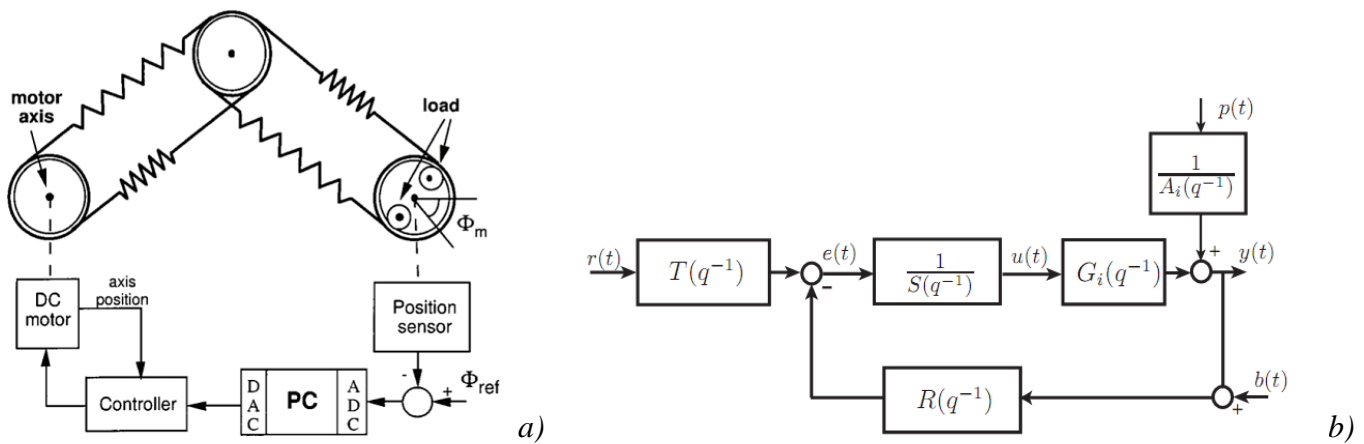 motor
axis
load
Φm
DC
motor
axis
position
Position
sensor
Controller
D
A
C
PC
A
D
C
-
+
Φref
a)
p(t)
1
Ai(q⁻¹)
+
r(t)
T(q⁻¹)
e(t)
-
1
S(q⁻¹)
u(t)
Gi(q⁻¹)
y(t)
R(q⁻¹)
b(t)
+
b)